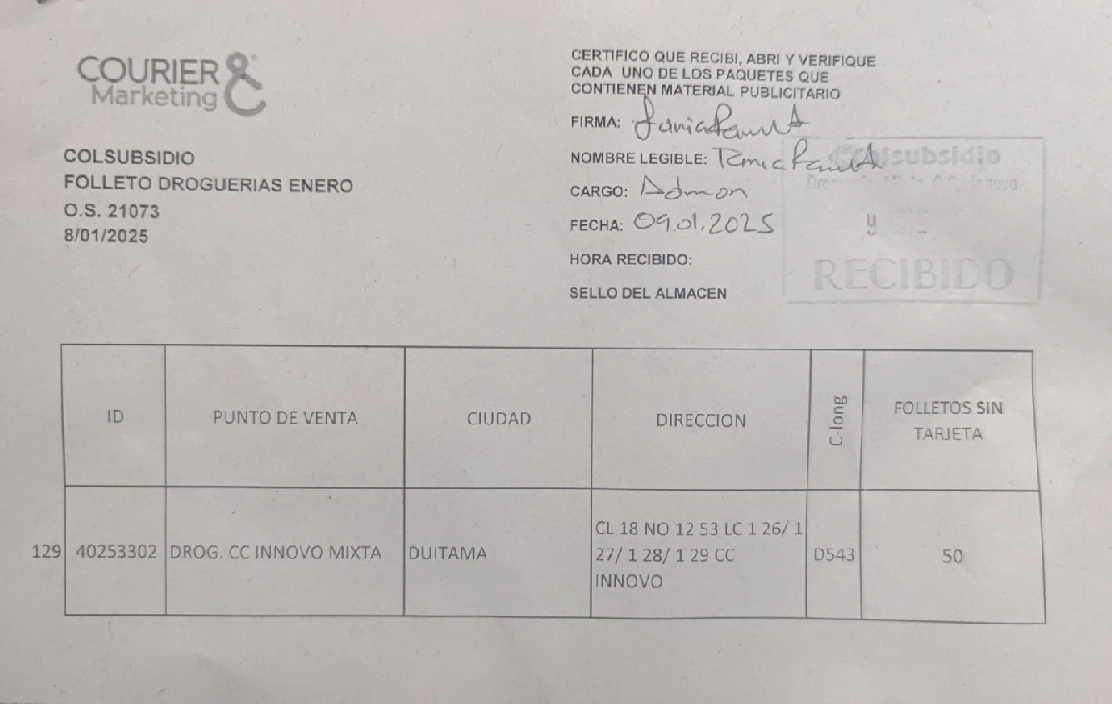 COURIER &
Marketing
COLSUBSIDIO
FOLLETO DROGUERIAS ENERO
O.S. 21073
8/01/2025
CERTIFICO QUE RECIBI, ABRI Y VERIFIQUE
CADA UNO DE LOS PAQUETES QUE
CONTIENEN MATERIAL PUBLICITARIO
FIRMA:
NOMBRE LEGIBLE:
CARGO: Admon
FECHA: 09.01.2025
HORA RECIBIDO:
SELLO DEL ALMACEN
Colsubsidio
Innovo
y
RECIBIDO
ID
PUNTO DE VENTA
CIUDAD
DIRECCION
C-long
FOLLETOS SIN
TARJETA
129
40253302
DROG. CC INNOVO MIXTA
DUITAMA
CL 18 NO 12 53 LC 1 26/ 1
27/ 1 28/ 1 29 CC
INNOVO
D543
50